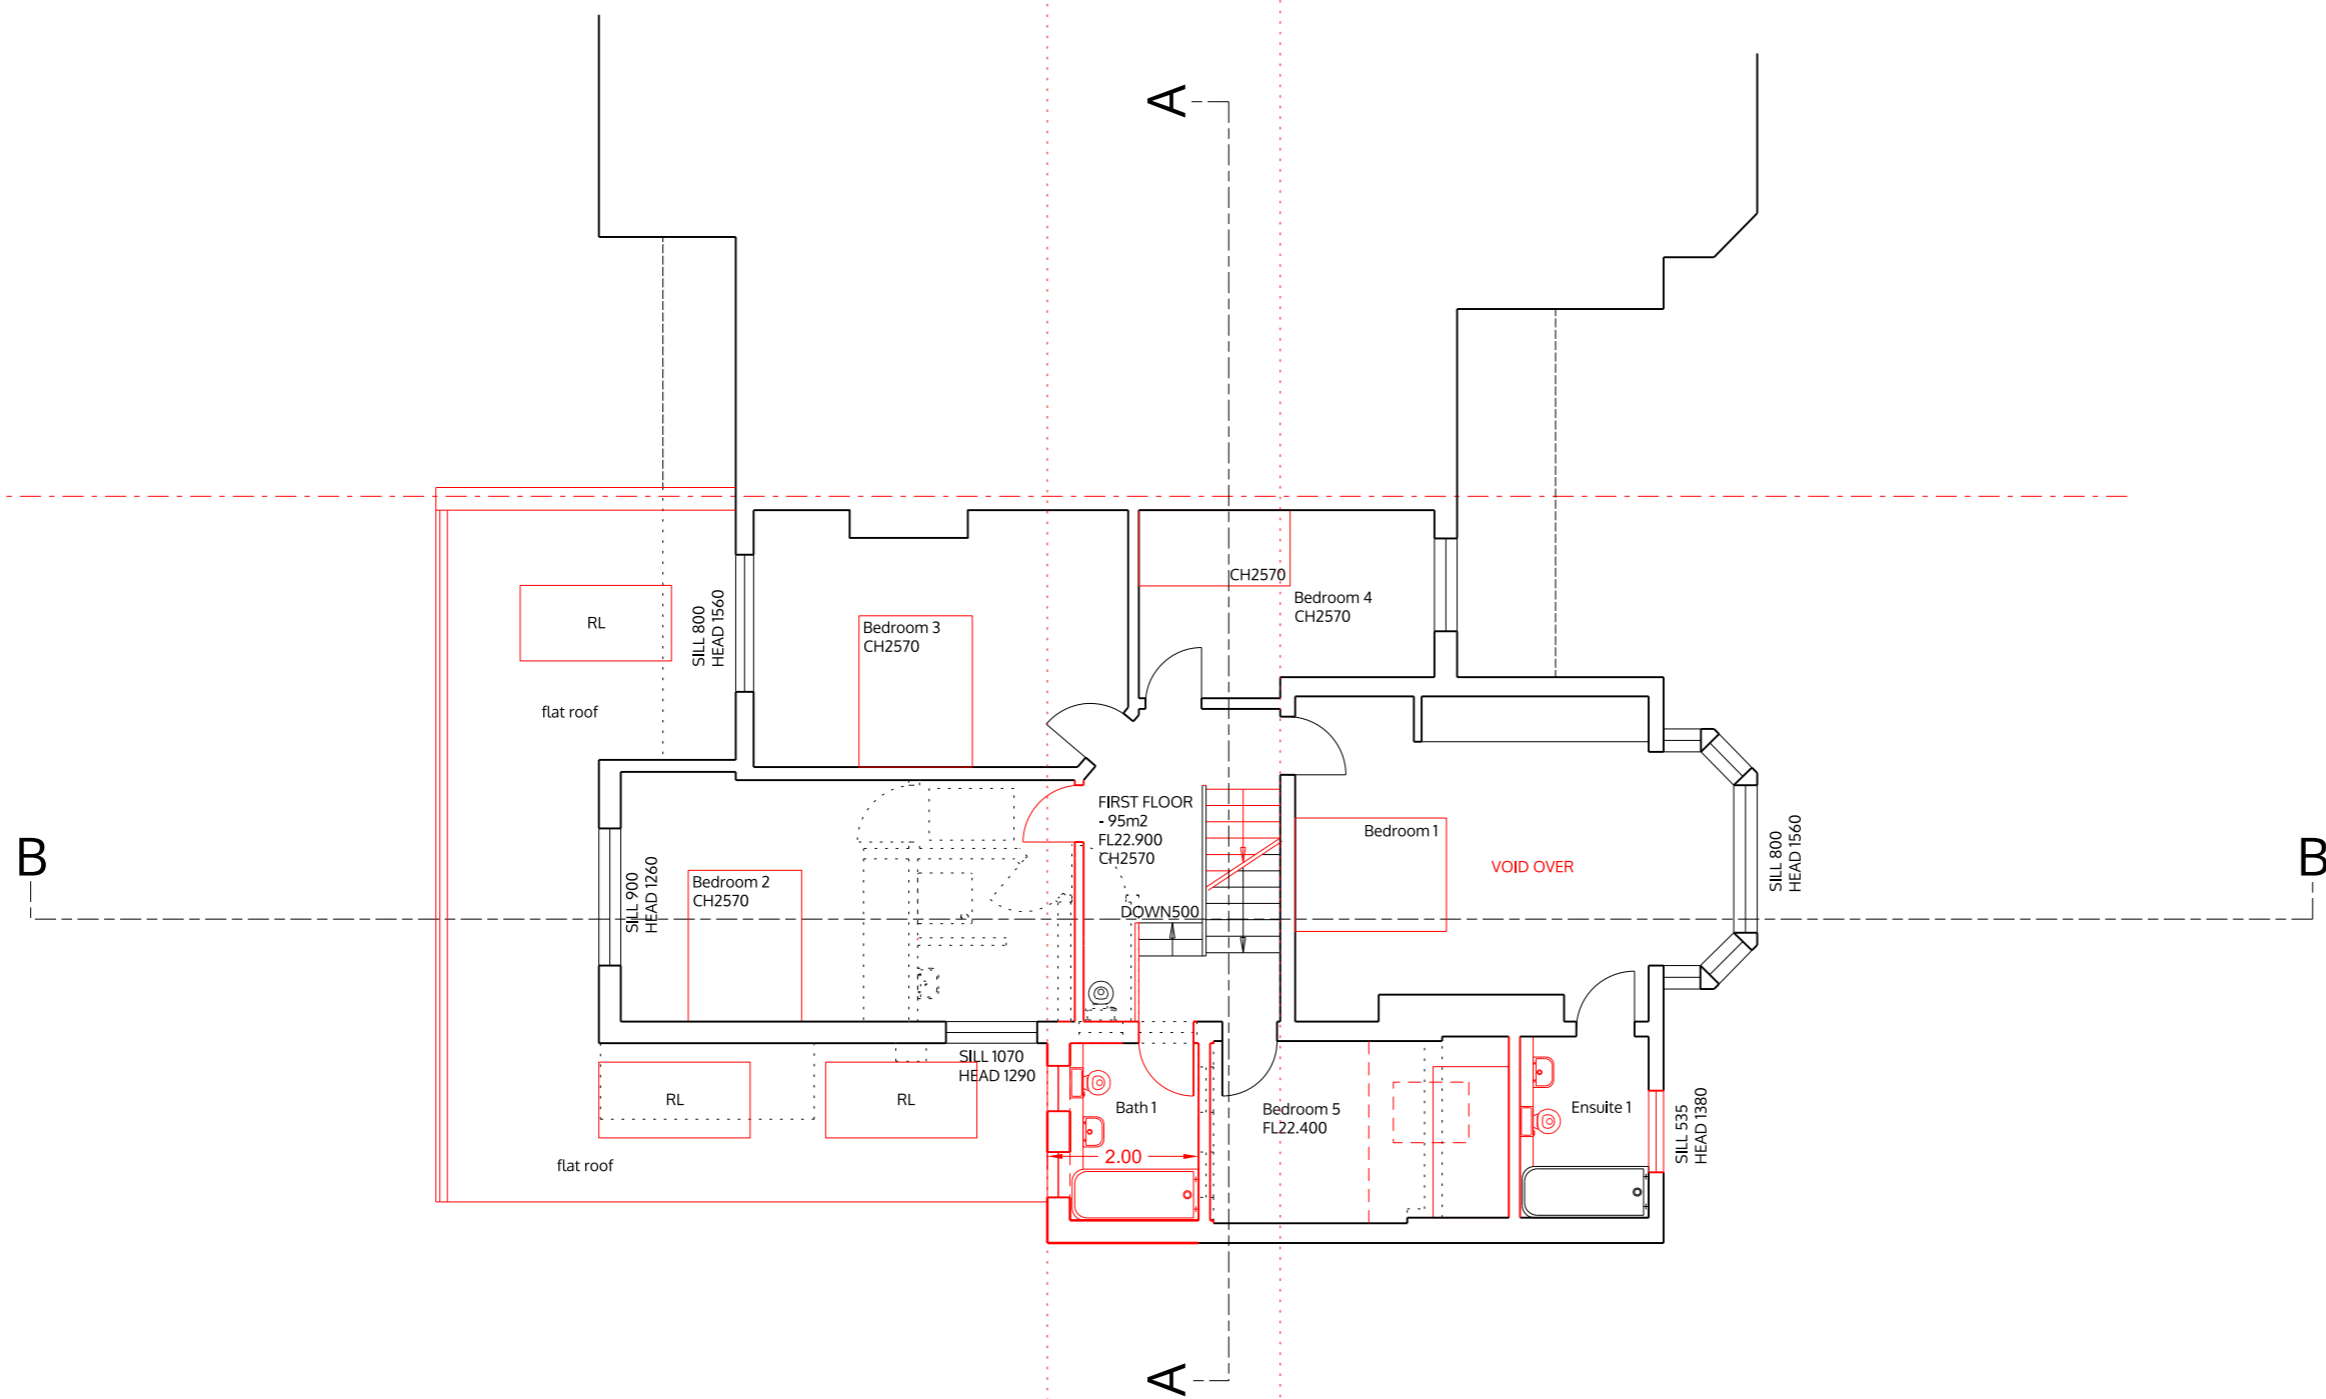 A
CH2570
Bedroom 4
CH2570
RL
SILL 800
HEAD 1560
Bedroom 3
CH2570
flat roof
FIRST FLOOR
- 95m2
FL22.900
CH2570
Bedroom 1
VOID OVER
SILL 800
HEAD 1560
B
B
Bedroom 2
CH2570
SILL 900
HEAD 1260
DOWN500
SILL 1070
HEAD 1290
RL
RL
Bath 1
Bedroom 5
FL22.400
Ensuite 1
SILL 535
HEAD 1380
2.00
flat roof
A